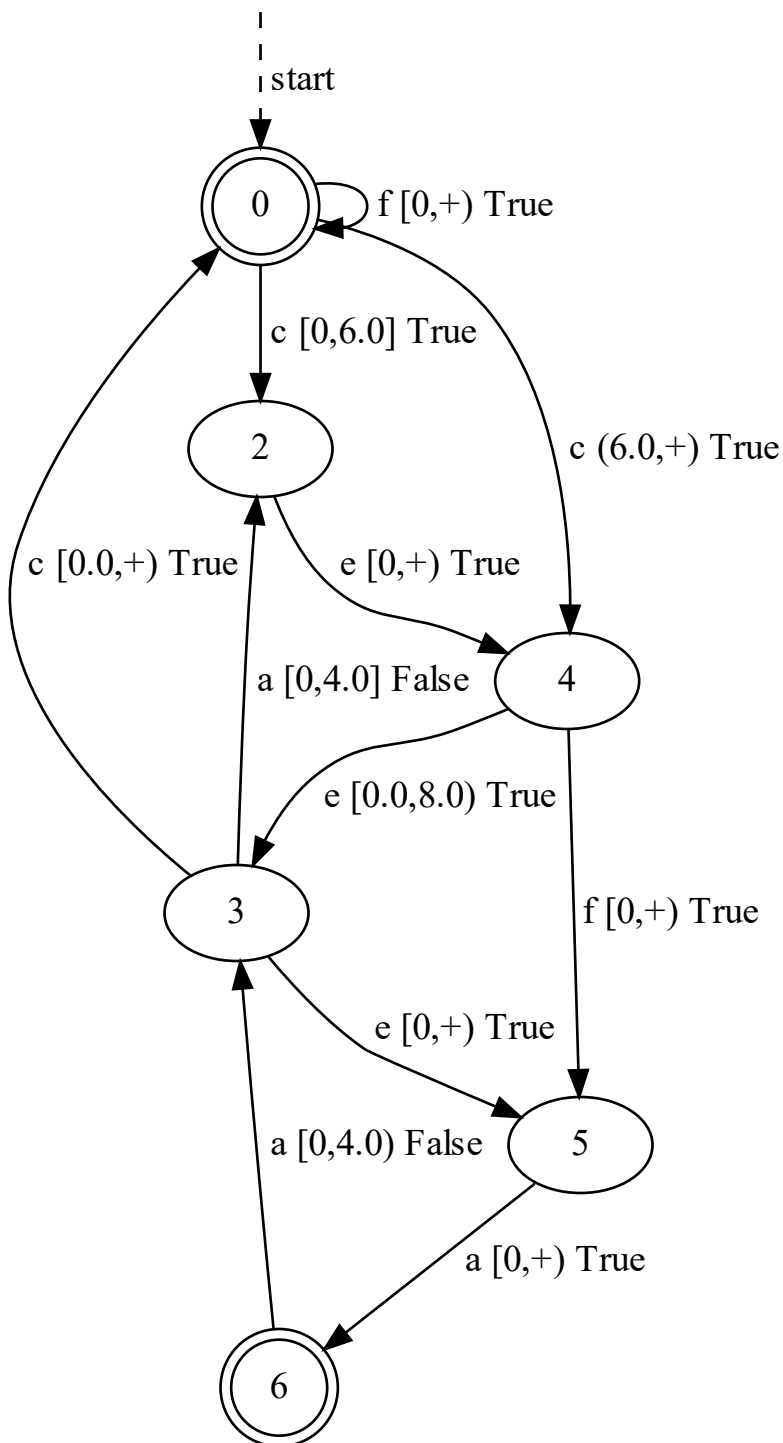 start
0
f [0,+) True
c [0,6.0] True
2
c (6.0,+) True
c [0.0,+) True
e [0,+) True
a [0,4.0] False
4
e [0.0,8.0) True
3
f [0,+) True
e [0,+) True
a [0,4.0) False
5
a [0,+) True
6